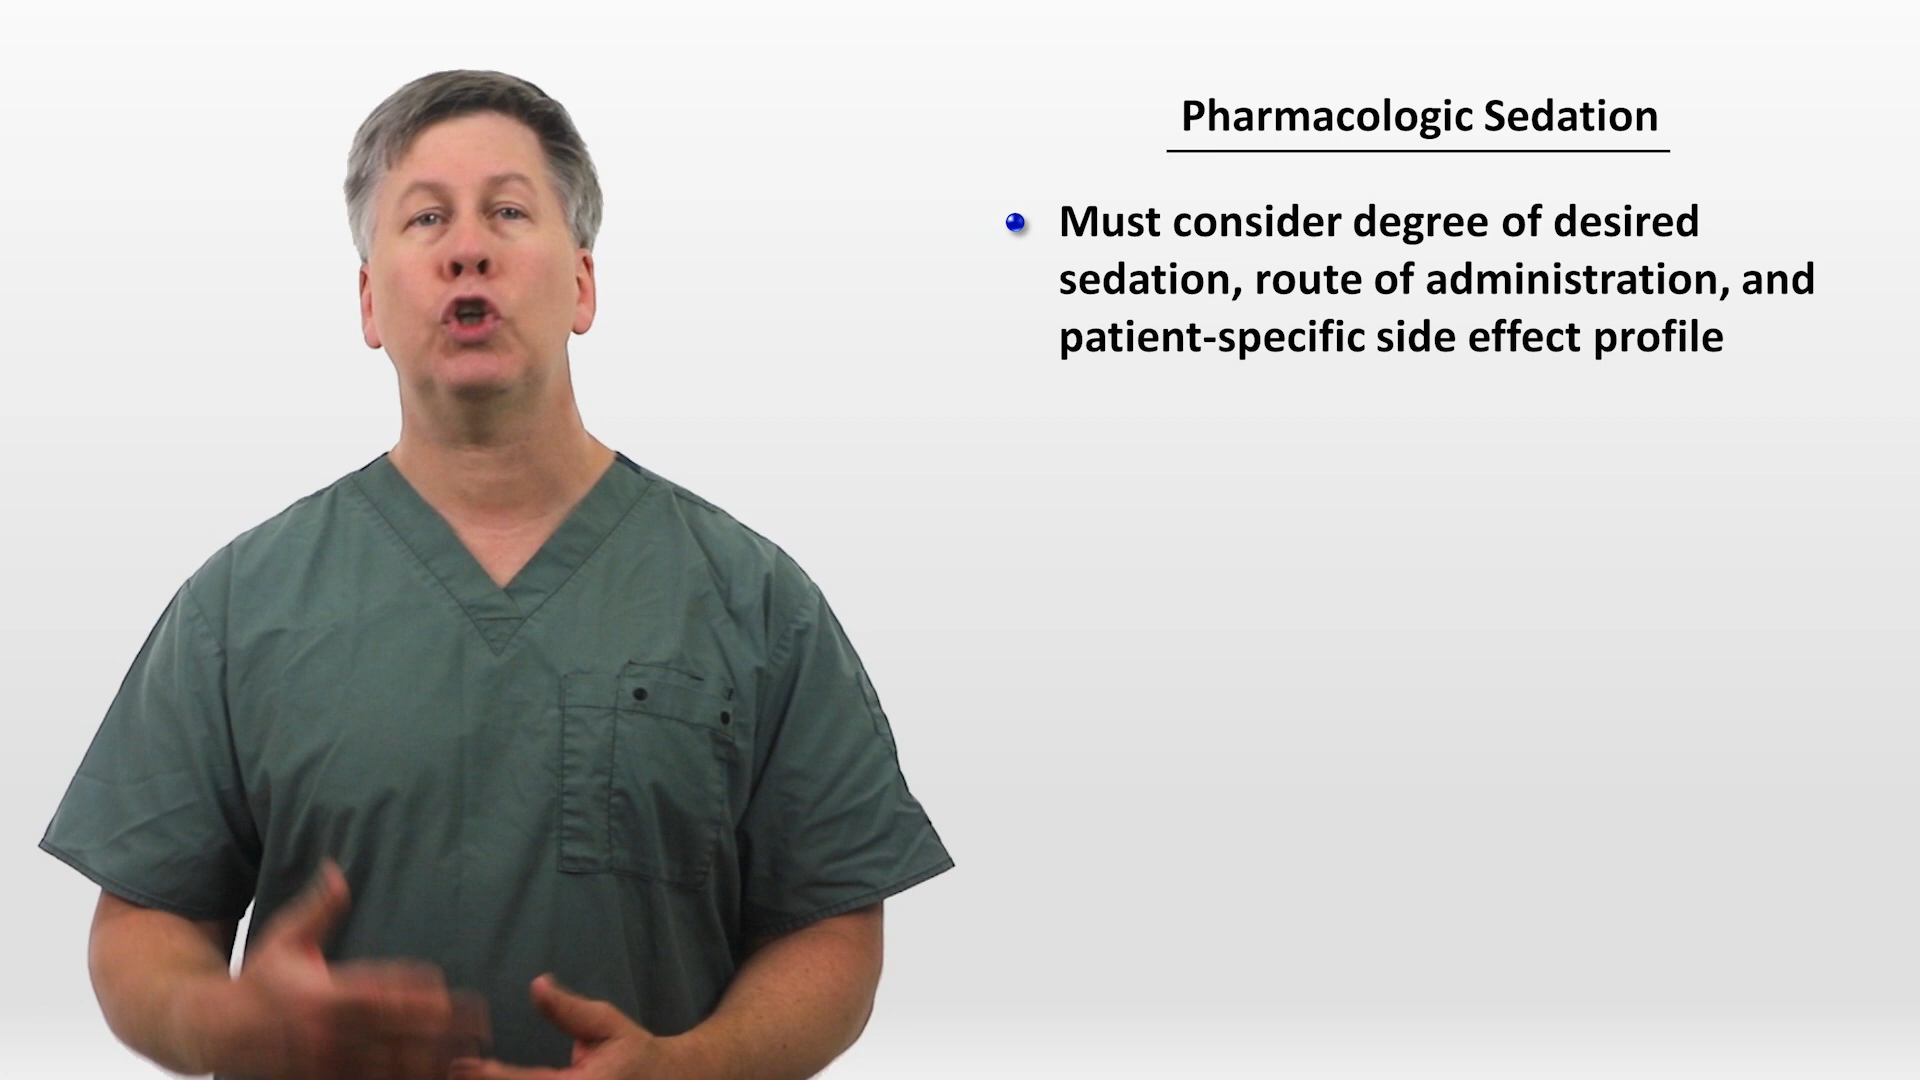 Pharmacologic Sedation
Must consider degree of desired
sedation, route of administration, and
patient-specific side effect profile